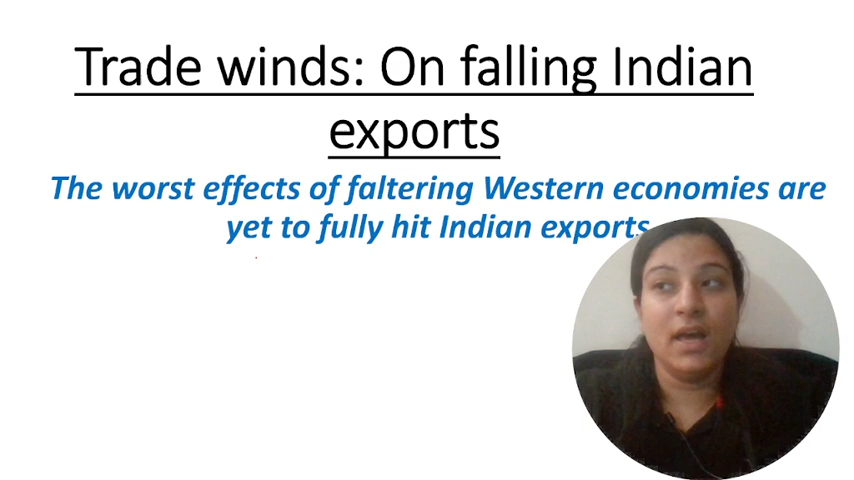 Trade winds: On falling Indian
exports
The worst effects of faltering Western economies are
yet to fully hit Indian exports